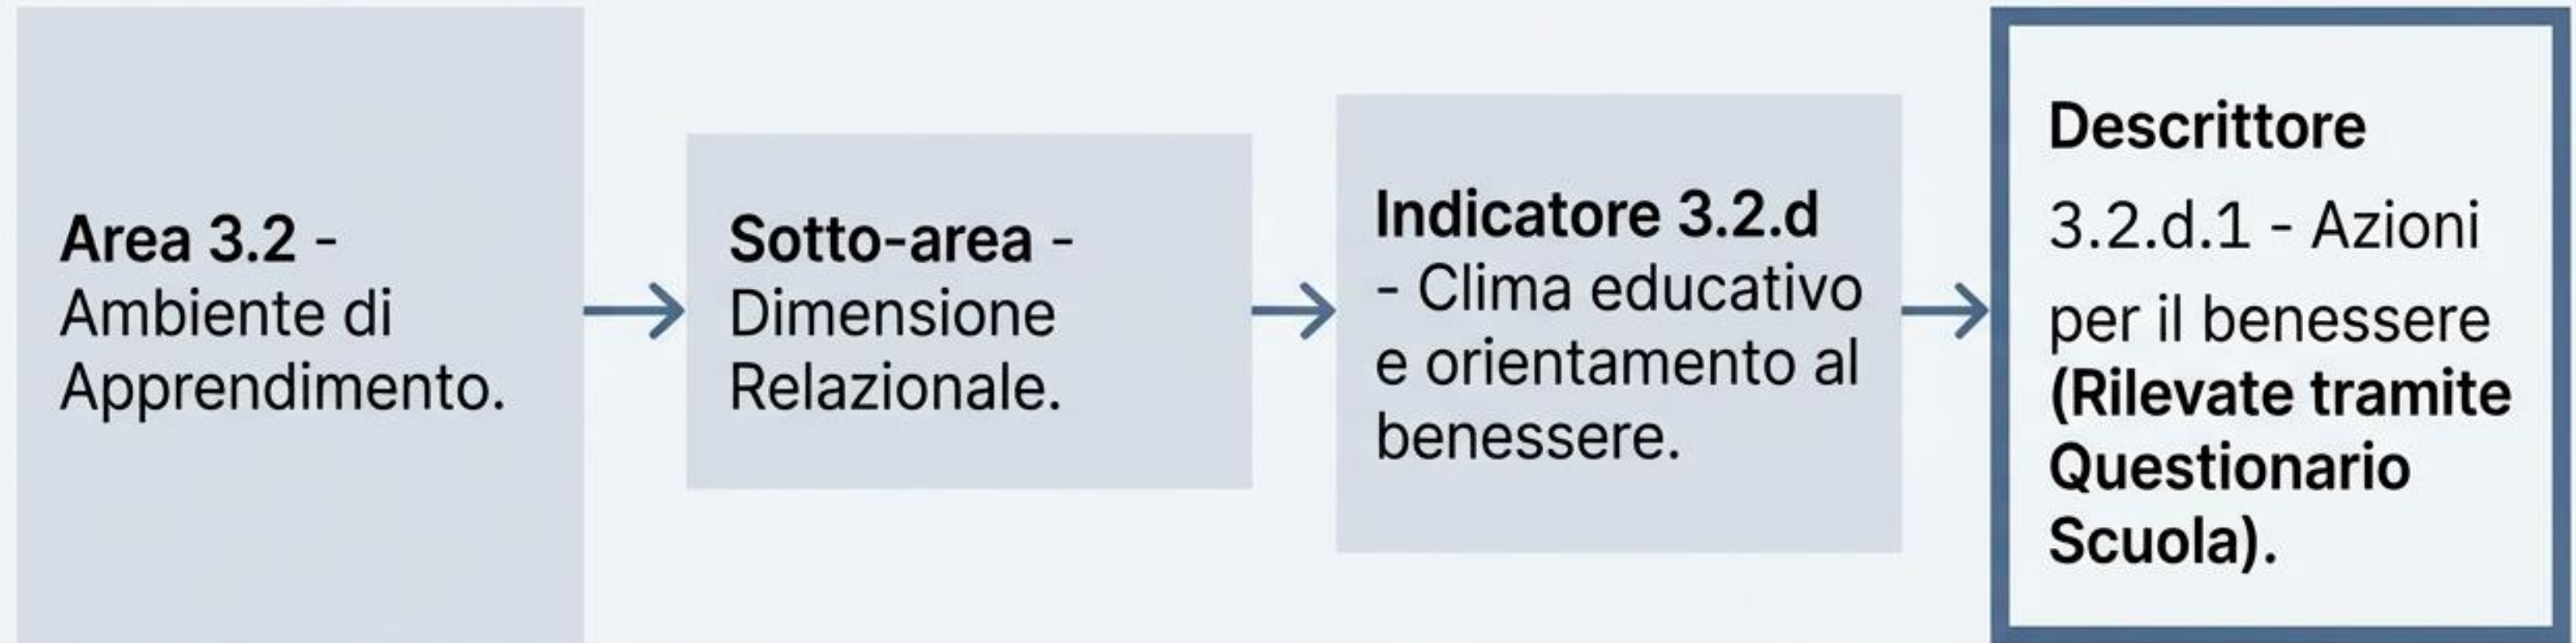 Area 3.2 -
Ambiente di
Apprendimento.
Sotto-area -
Dimensione
Relazionale.
Indicatore 3.2.d
- Clima educativo
e orientamento al
benessere.
Descrittore
3.2.d.1 - Azioni
per il benessere
(Rilevate tramite
Questionario
Scuola).